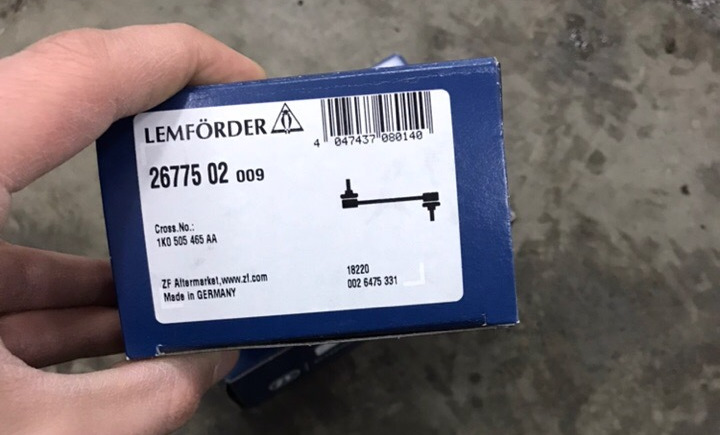 LEMFÖRDER
4 047437 080140
26775 02 009
Cross.No.:
1K0 505 465 AA
ZF Aftermarket,www.zf.com
Made in GERMANY
18220
002 6475 331